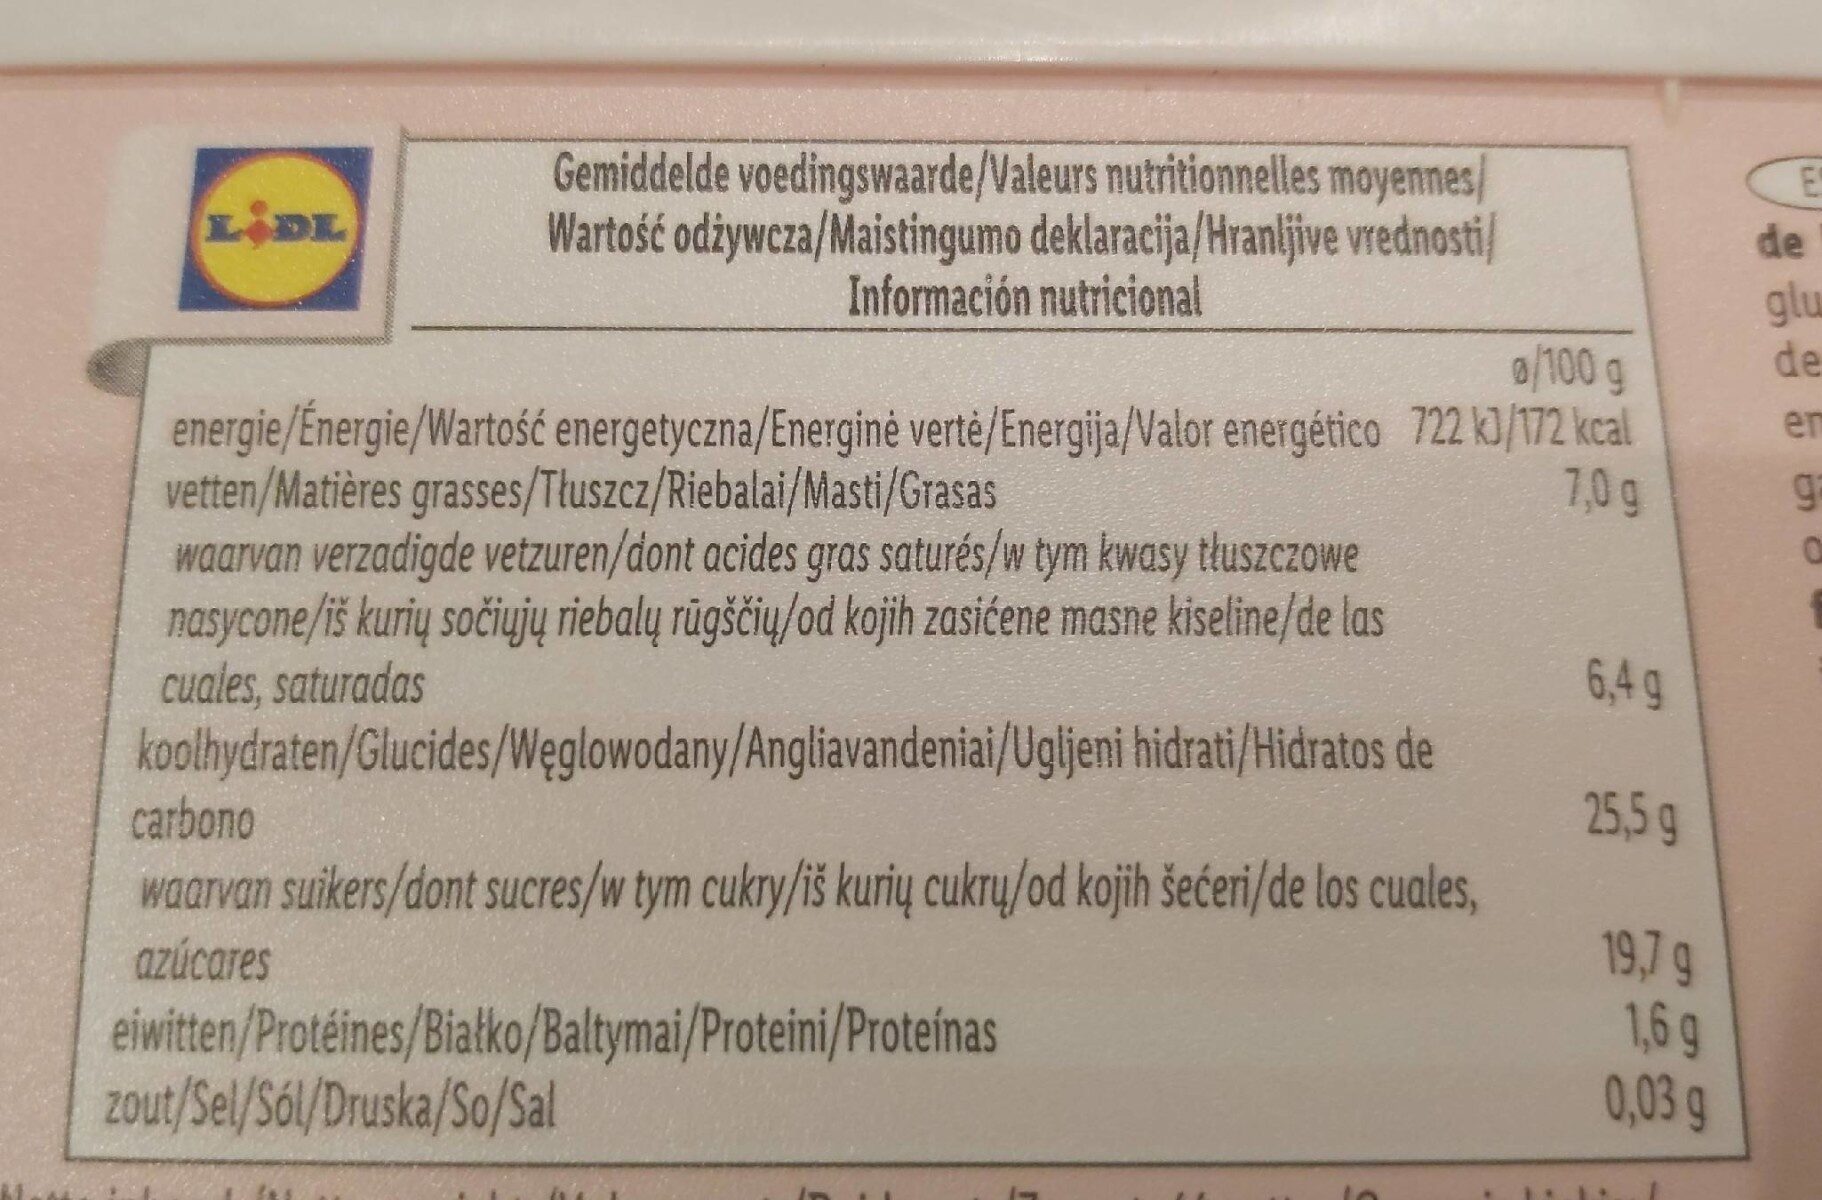 LIDL
Gemiddelde voedingswaarde/Valeurs nutritionnelles moyennes/
Wartość odżywcza/Maistingumo deklaracija/Hranljive vrednosti/
Información nutricional
ø/100 g
energie/Énergie/Wartość energetyczna/Energinė vertė/Energija/Valor energético 722 kJ/172 kcal
vetten/Matières grasses/Tłuszcz/Riebalai/Masti/Grasas 7,0 g
waarvan verzadigde vetzuren/dont acides gras saturés/w tym kwasy tłuszczowe
nasycone/iš kurių sočiųjų riebalų rūgščių/od kojih zasićene masne kiseline/de las
cuales, saturadas 6,4 g
koolhydraten/Glucides/Węglowodany/Angliavandeniai/Ugljeni hidrati/Hidratos de
carbono 25,5 g
waarvan suikers/dont sucres/w tym cukry/iš kurių cukrų/od kojih šećeri/de los cuales,
azúcares 19,7 g
eiwitten/Protéines/Białko/Baltymai/Proteini/Proteínas 1,6 g
zout/Sel/Sól/Druska/So/Sal 0,03 g
de
glu
de
en